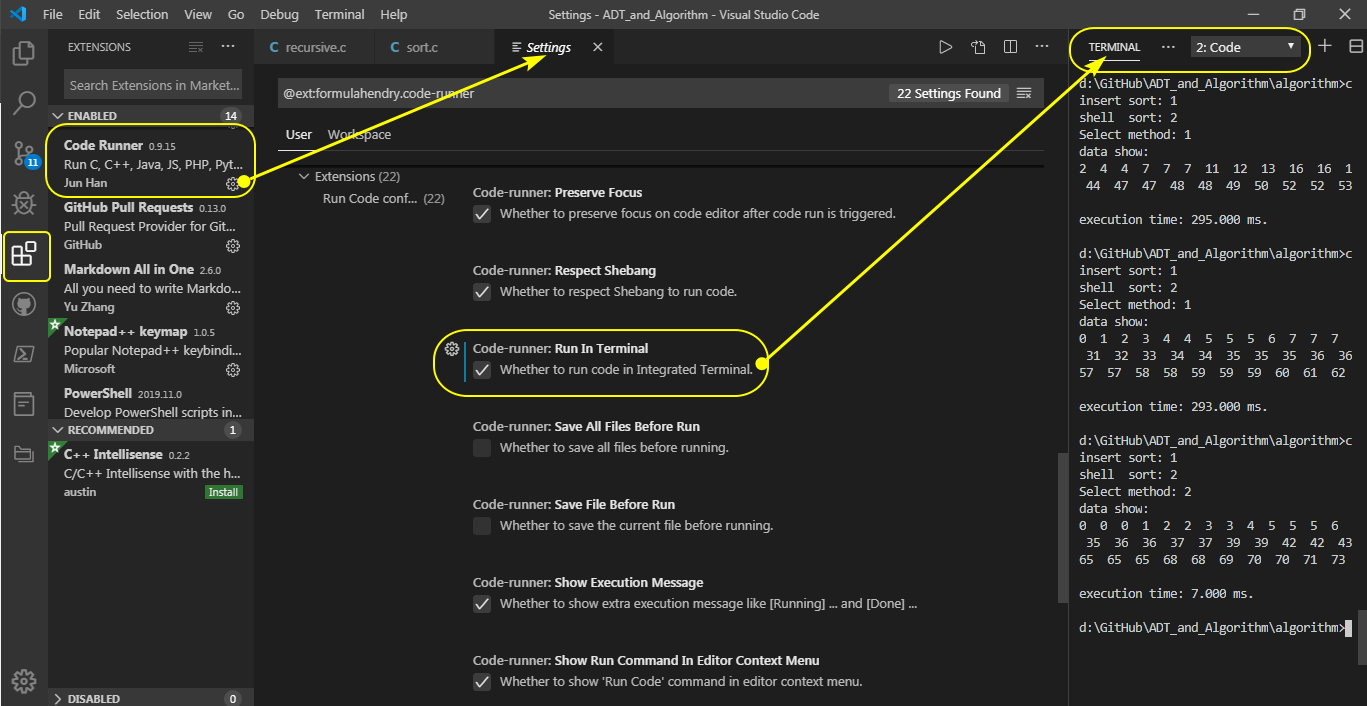 File Edit Selection View Go Debug Terminal Help
Settings - ADT_and_Algorithm - Visual Studio Code
EXTENSIONS
Search Extensions in Market...
ENABLED 14
Code Runner 0.9.15
Run C, C++, Java, JS, PHP, Pyt...
Jun Han
GitHub Pull Requests 0.13.0
Pull Request Provider for Git...
GitHub
Markdown All in One 2.6.0
All you need to write Markdo...
Yu Zhang
Notepad++ keymap 1.0.5
Popular Notepad++ keybindi...
Microsoft
PowerShell 2019.11.0
Develop PowerShell scripts in...
RECOMMENDED 1
C++ Intellisense 0.2.2
C/C++ Intellisense with the h...
austin Install
DISABLED 0
11
C recursive.c C sort.c Settings
@ext:formulahendry.code-runner 22 Settings Found
User Workspace
Extensions (22)
Run Code conf... (22)
Code-runner: Preserve Focus
Whether to preserve focus on code editor after code run is triggered.
Code-runner: Respect Shebang
Whether to respect Shebang to run code.
Code-runner: Run In Terminal
Whether to run code in Integrated Terminal.
Code-runner: Save All Files Before Run
Whether to save all files before running.
Code-runner: Save File Before Run
Whether to save the current file before running.
Code-runner: Show Execution Message
Whether to show extra execution message like [Running] ... and [Done] ...
Code-runner: Show Run Command In Editor Context Menu
Whether to show 'Run Code' command in editor context menu.
TERMINAL ... 2: Code
d:\GitHub\ADT_and_Algorithm\algorithm>c
insert sort: 1
shell  sort: 2
Select method: 1
data show:
2 4 4 7 7 7 11 12 13 16 16 1
44 47 47 48 48 49 50 52 52 53
execution time: 295.000 ms.
d:\GitHub\ADT_and_Algorithm\algorithm>c
insert sort: 1
shell  sort: 2
Select method: 1
data show:
0 1 2 3 4 4 5 5 5 6 7 7 7
31 32 33 34 34 35 35 35 36 36
57 57 58 58 59 59 59 60 61 62
execution time: 293.000 ms.
d:\GitHub\ADT_and_Algorithm\algorithm>c
insert sort: 1
shell  sort: 2
Select method: 2
data show:
0 0 0 1 2 2 3 3 4 5 5 5 6
35 36 36 37 37 39 39 42 42 43
65 65 65 68 68 69 70 70 71 73
execution time: 7.000 ms.
d:\GitHub\ADT_and_Algorithm\algorithm>